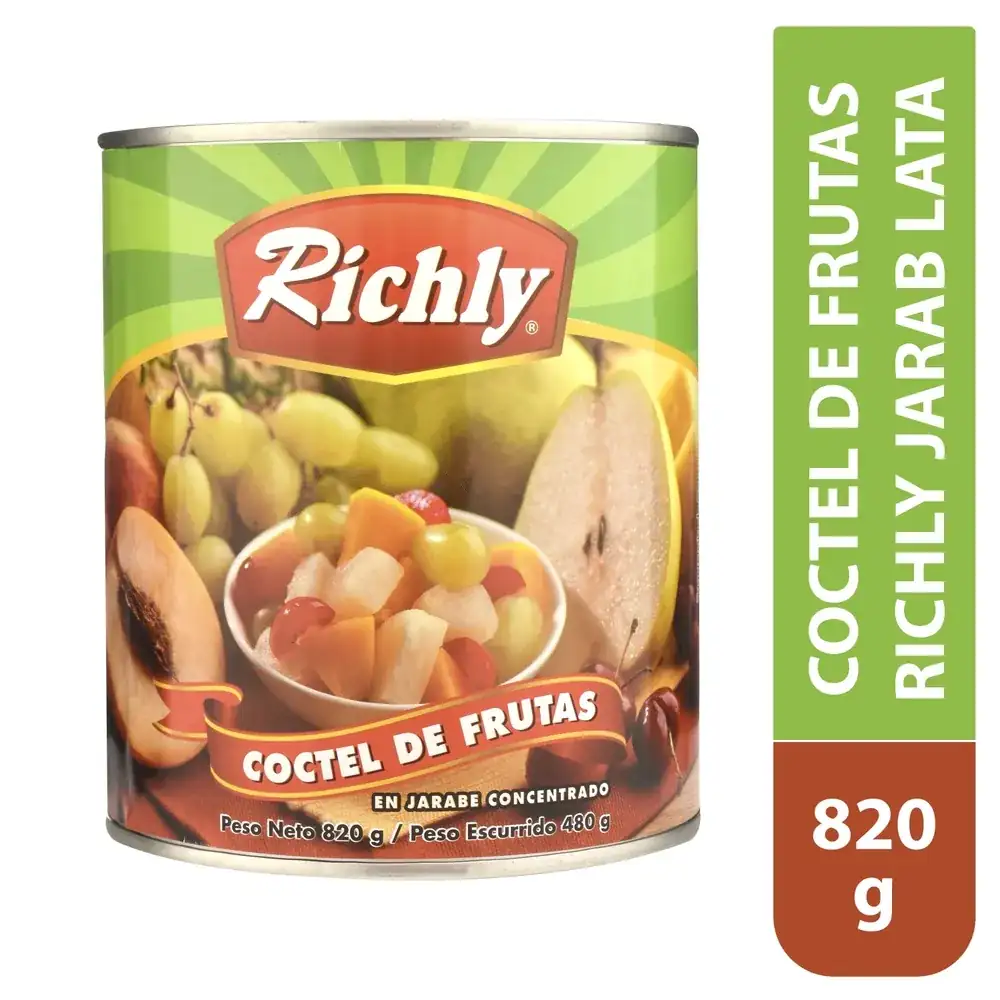 Richly®
COCTEL DE FRUTAS
EN JARABE CONCENTRADO
Peso Neto 820 g / Peso Escurrido 480 g
COCTEL DE FRUTAS
RICHLY JARAB LATA
820
g